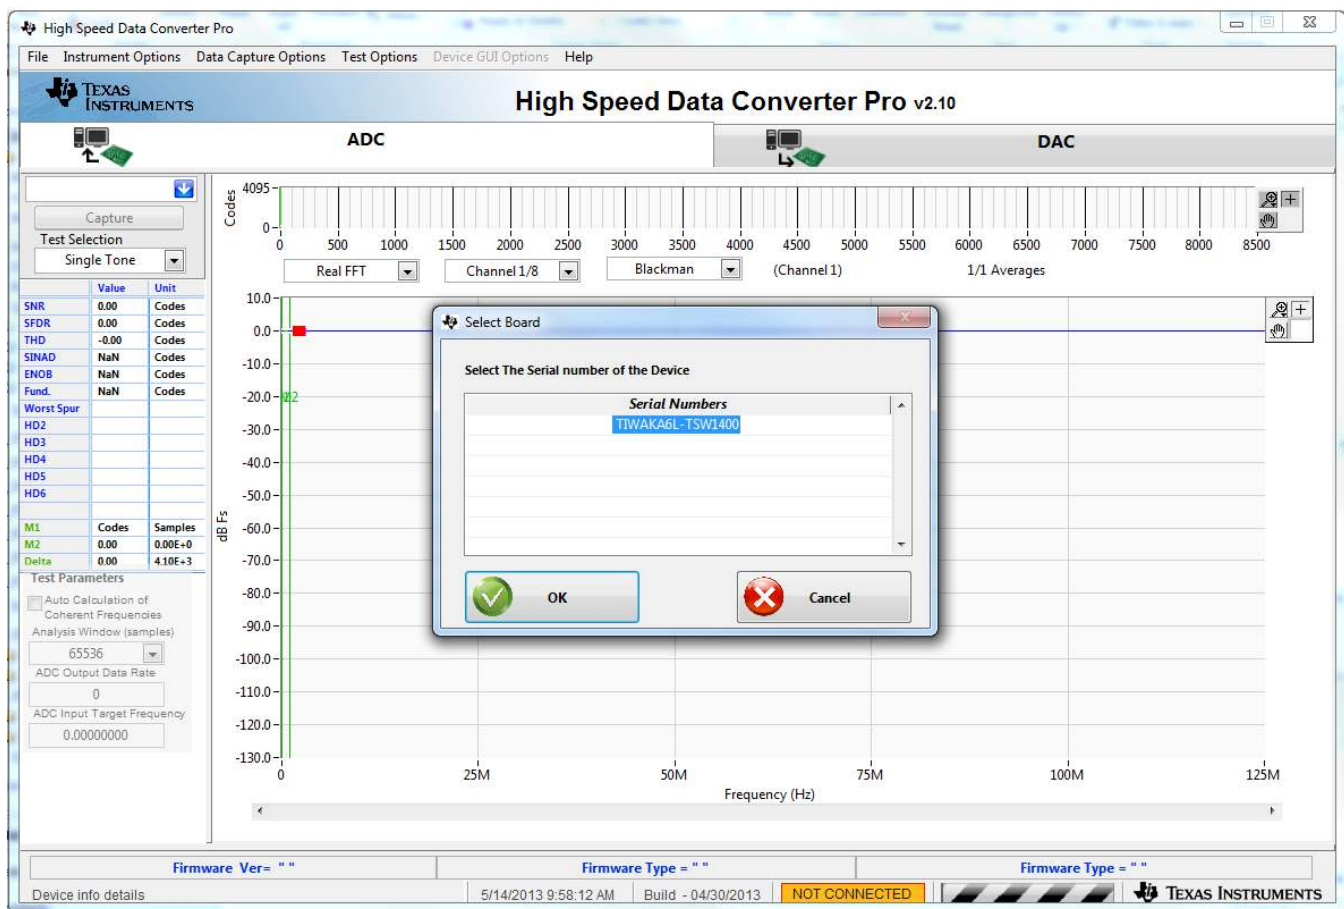 High Speed Data Converter Pro
File Instrument Options Data Capture Options Test Options Device GUI Options Help
TEXAS INSTRUMENTS
High Speed Data Converter Pro v2.10
ADC
DAC
Capture
Test Selection
Single Tone
Value Unit
SNR 0.00 Codes
SFDR 0.00 Codes
THD -0.00 Codes
SINAD NaN Codes
ENOB NaN Codes
Fund. NaN Codes
Worst Spur
HD2
HD3
HD4
HD5
HD6
M1 Codes Samples
M2 0.00 0.00E+0
Delta 0.00 4.10E+3
Test Parameters
Auto Calculation of
Coherent Frequencies
Analysis Window (samples)
65536
ADC Output Data Rate
0
ADC Input Target Frequency
0.00000000
Codes
4095
0
0 500 1000 1500 2000 2500 3000 3500 4000 4500 5000 5500 6000 6500 7000 7500 8000 8500
Real FFT Channel 1/8 Blackman (Channel 1) 1/1 Averages
dB Fs
10.0
0.0
-10.0
-20.0
-30.0
-40.0
-50.0
-60.0
-70.0
-80.0
-90.0
-100.0
-110.0
-120.0
-130.0
0 25M 50M 75M 100M 125M
Frequency (Hz)
Select Board
Select The Serial number of the Device
Serial Numbers
TIWAKA6L-TSW1400
OK Cancel
Firmware Ver= " " Firmware Type = " " Firmware Type = " "
Device info details 5/14/2013 9:58:12 AM Build - 04/30/2013 NOT CONNECTED TEXAS INSTRUMENTS